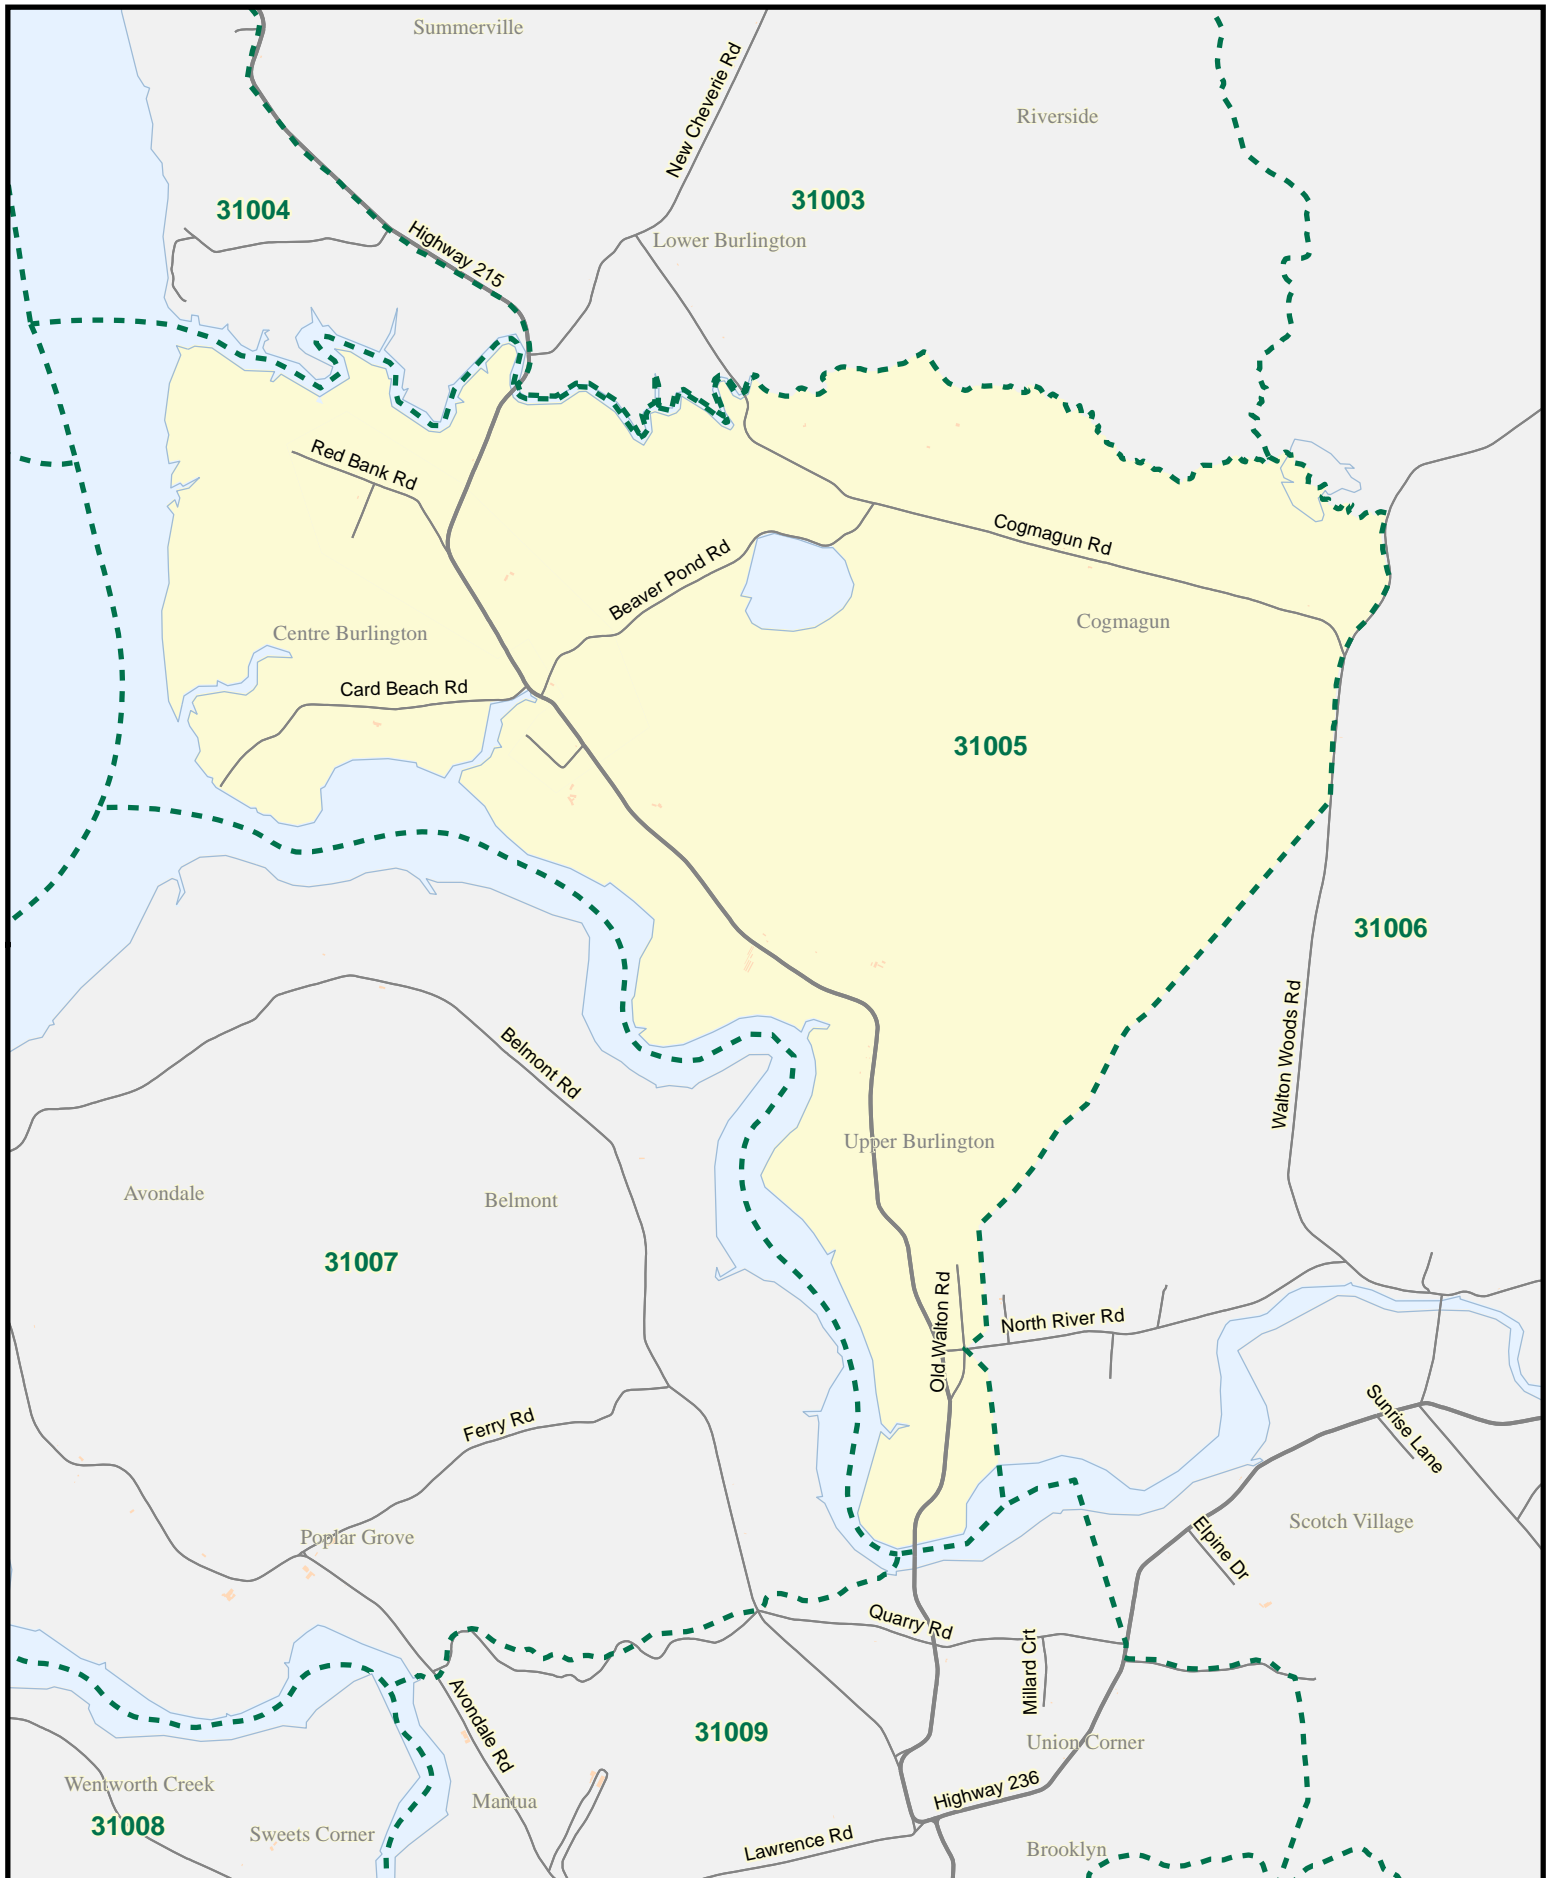 Summerville
New Cheverie Rd
Riverside
31004
31003
Highway 215
Lower Burlington
Red Bank Rd
Cogmagun Rd
Beaver Pond Rd
Centre Burlington
Cogmagun
Card Beach Rd
31005
31006
Walton Woods Rd
Belmont Rd
Upper Burlington
Avondale
Belmont
31007
Old Walton Rd
North River Rd
Ferry Rd
Sunrise Lane
Poplar Grove
Scotch Village
Elpine Dr
Quarry Rd
Millard Crt
Avondale Rd
31009
Union Corner
Wentworth Creek
Highway 236
Mantua
31008
Sweets Corner
Lawrence Rd
Brooklyn